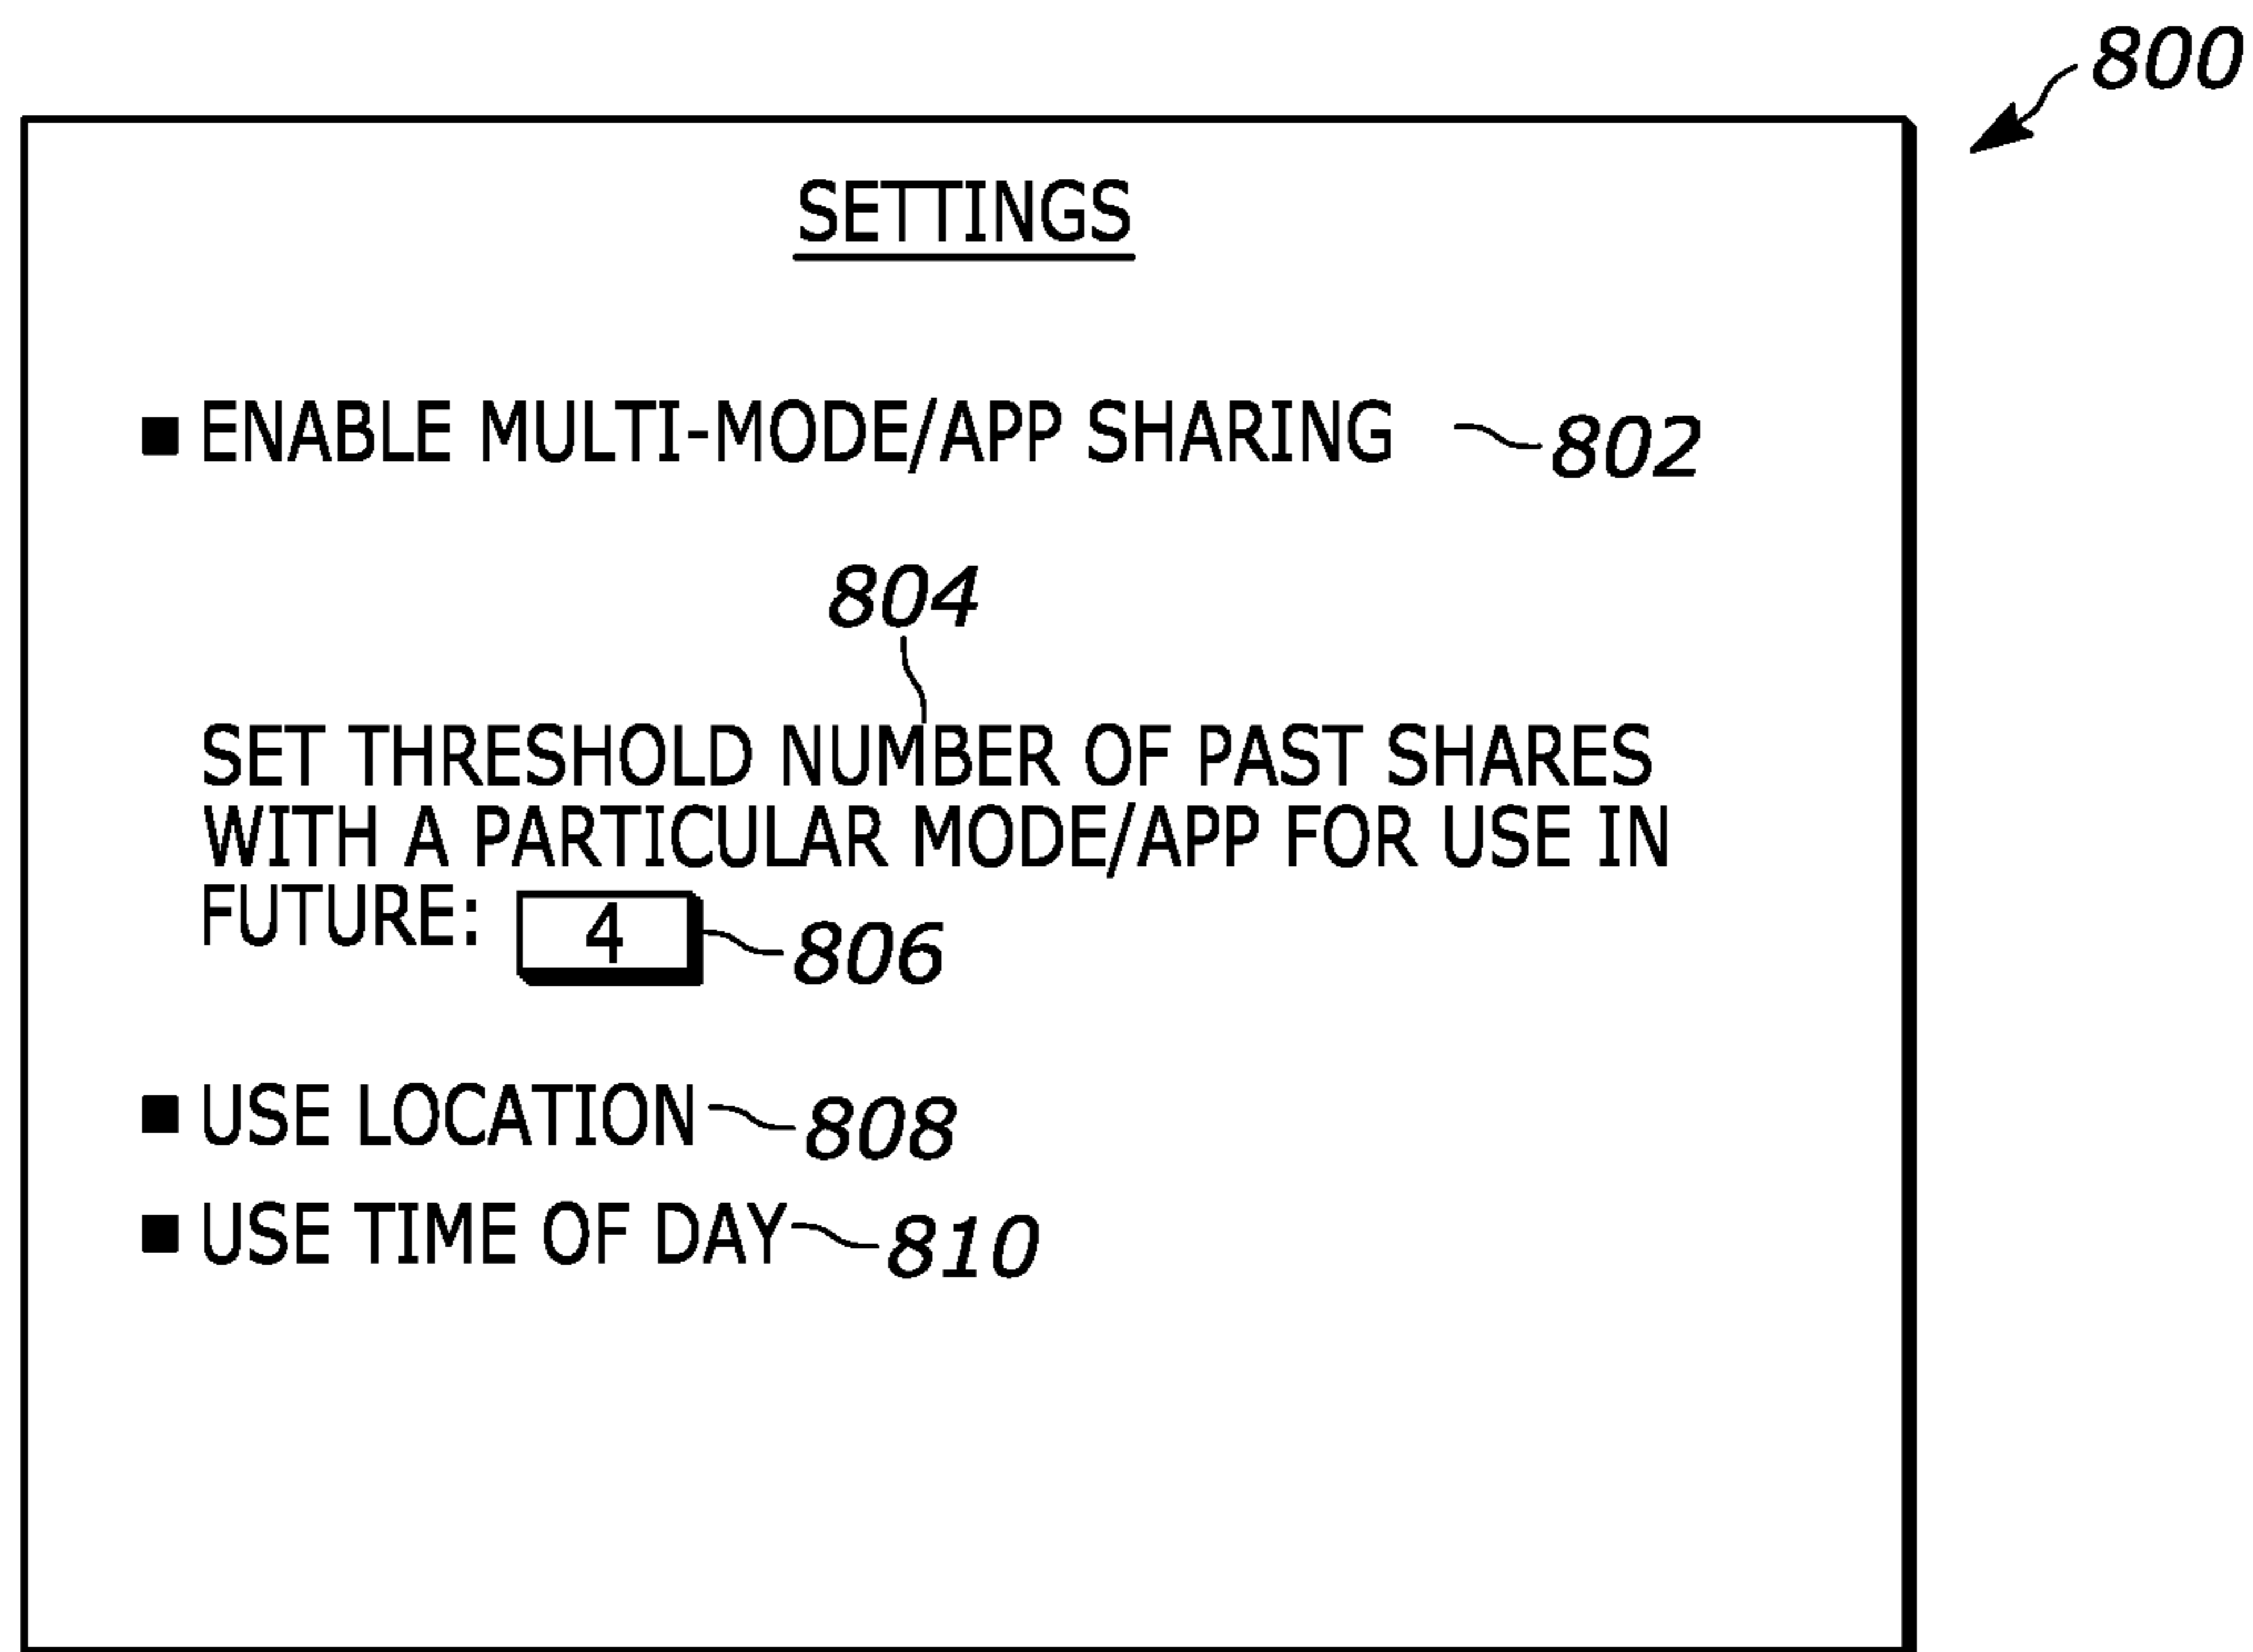 800
SETTINGS
ENABLE MULTI-MODE/APP SHARING 802
804
SET THRESHOLD NUMBER OF PAST SHARES
WITH A PARTICULAR MODE/APP FOR USE IN
FUTURE: 4 806
USE LOCATION 808
USE TIME OF DAY 810